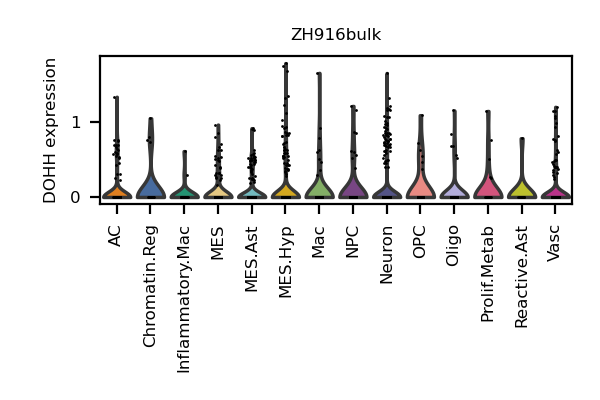 ZH916bulk
DOHH expression
1
0
AC
Chromatin.Reg
Inflammatory.Mac
MES
MES.Ast
MES.Hyp
Mac
NPC
Neuron
OPC
Oligo
Prolif.Metab
Reactive.Ast
Vasc